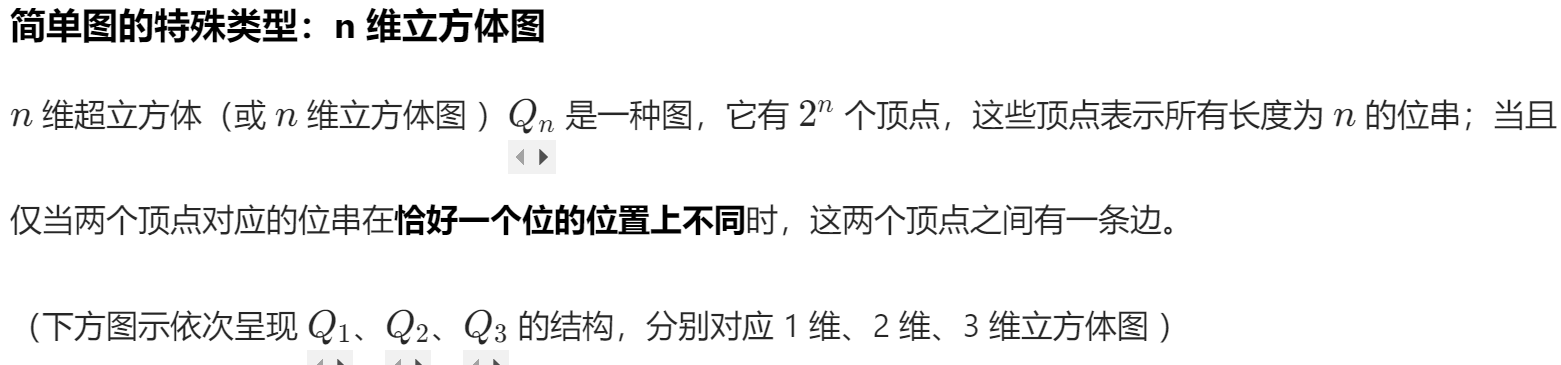 简单图的特殊类型：n 维立方体图
n 维超立方体（或 n 维立方体图 ）Qₙ 是一种图，它有 2ⁿ 个顶点，这些顶点表示所有长度为 n 的位串；当且
仅当两个顶点对应的位串在恰好一个位的位置上不同时，这两个顶点之间有一条边。
（下方图示依次呈现 Q₁、Q₂、Q₃ 的结构，分别对应 1 维、2 维、3 维立方体图 ）